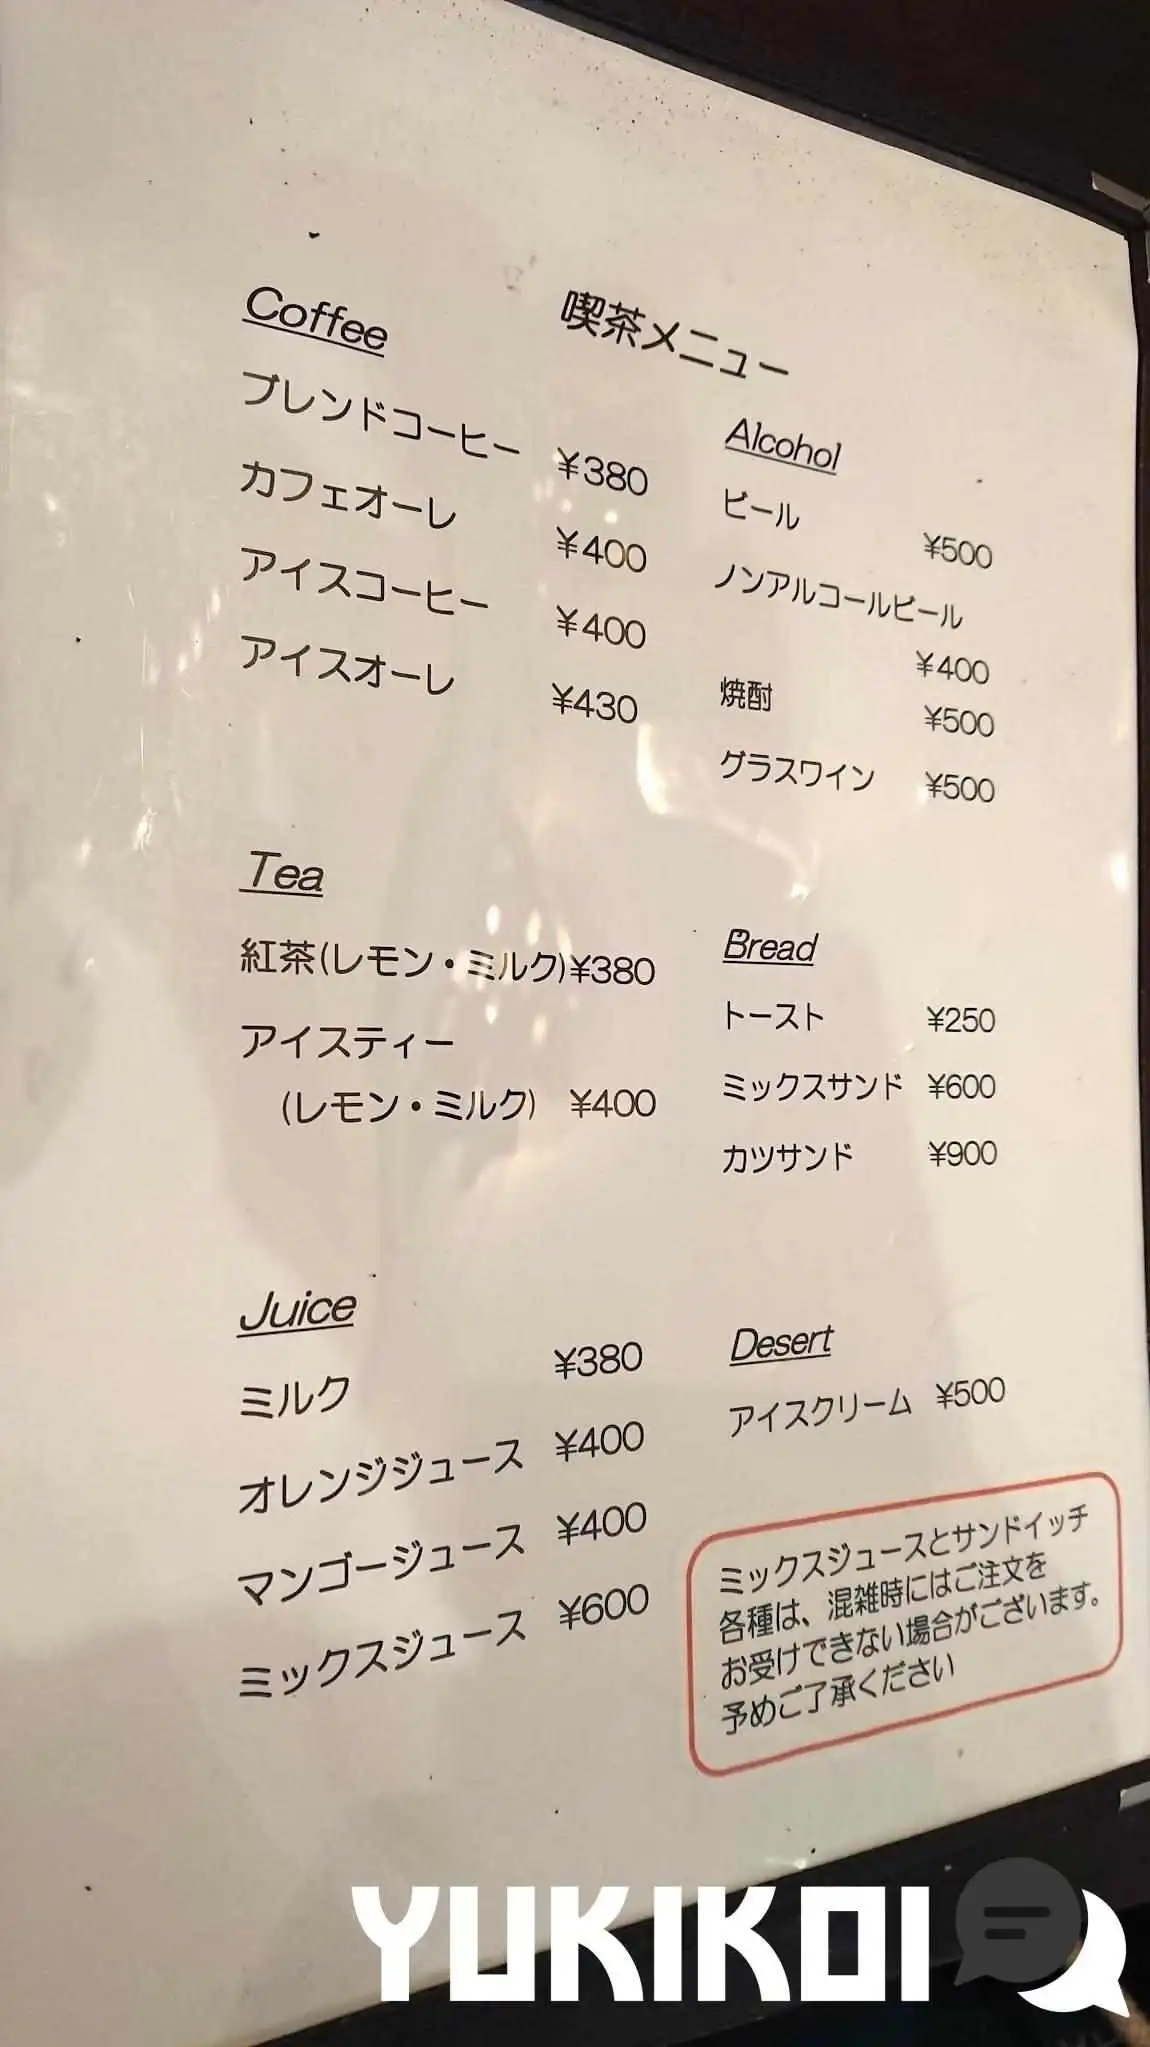 喫茶メニュー
Coffee
ブレンドコーヒー ¥380
カフェオーレ ¥400
アイスコーヒー ¥400
アイスオーレ ¥430
Tea
紅茶(レモン・ミルク)¥380
アイスティー
(レモン・ミルク) ¥400
Juice
ミルク ¥380
オレンジジュース ¥400
マンゴージュース ¥400
ミックスジュース ¥600
Alcohol
ビール ¥500
ノンアルコールビール
¥400
焼酎 ¥500
グラスワイン ¥500
Bread
トースト ¥250
ミックスサンド ¥600
カツサンド ¥900
Desert
アイスクリーム ¥500
ミックスジュースとサンドイッチ
各種は、混雑時にはご注文を
お受けできない場合がございます。
予めご了承ください
YUKIKOI